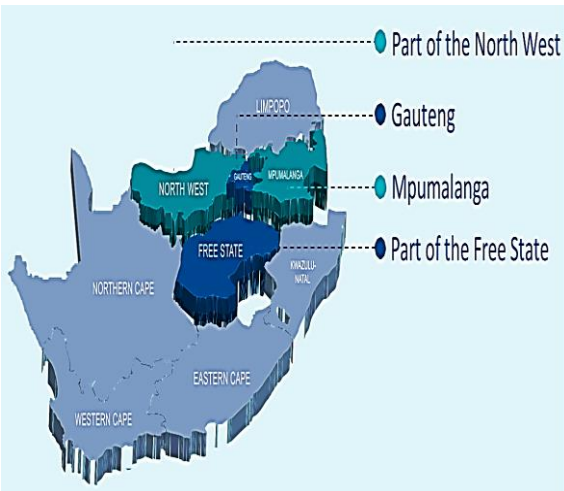 Part of the North West
LIMPOPO
Gauteng
GAUTENG
MPUMALANGA
NORTH WEST
Mpumalanga
FREE STATE
Part of the Free State
KWAZULU-
NATAL
NORTHERN CAPE
EASTERN CAPE
WESTERN CAPE